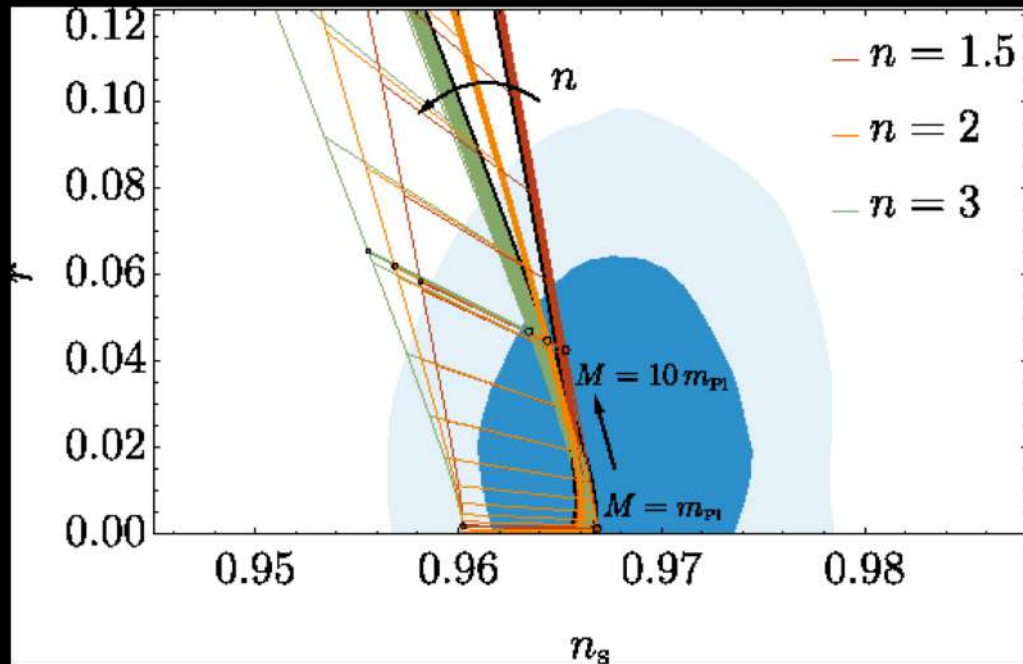 0.12
0.10
0.08
0.06
0.04
0.02
0.00
r
n
n = 1.5
n = 2
n = 3
M = 10 m_Pl
M = m_Pl
0.95
0.96
0.97
0.98
n_s